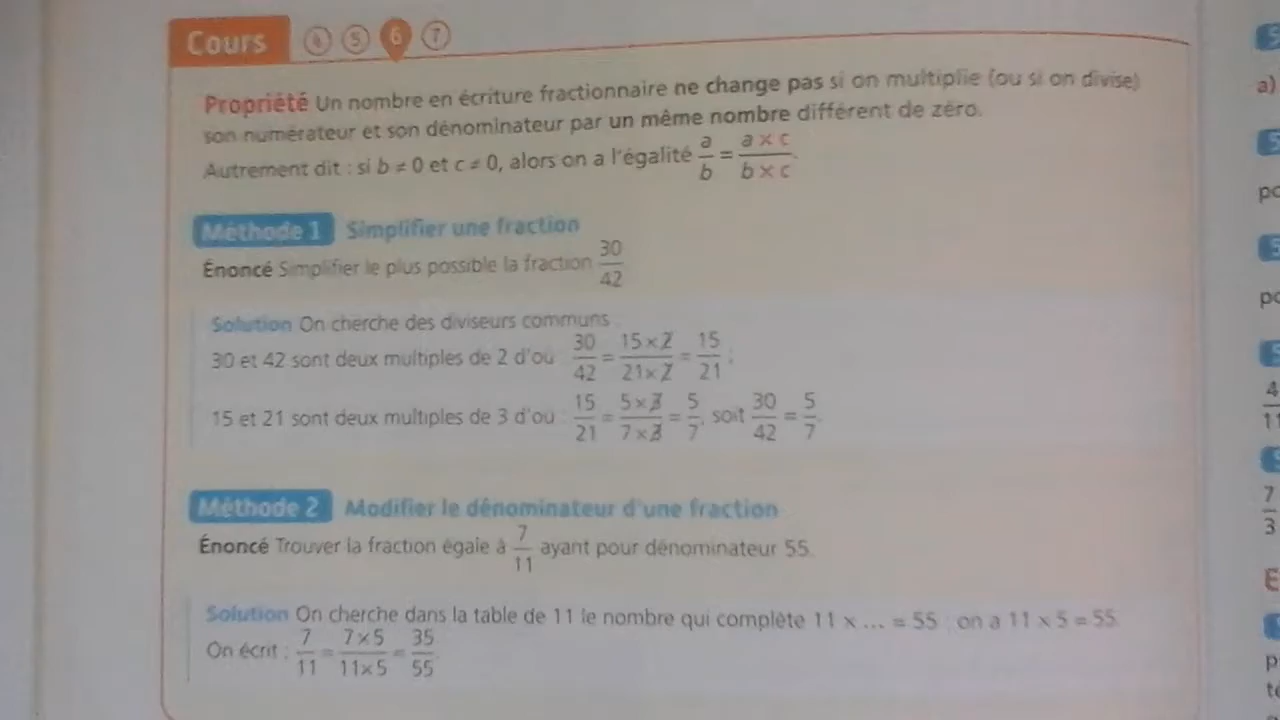 Cours 4 5 6 7
Propriété Un nombre en écriture fractionnaire ne change pas si on multiplie (ou si on divise)
son numérateur et son dénominateur par un même nombre différent de zéro.
Autrement dit : si b ≠ 0 et c ≠ 0, alors on a l'égalité a/b = a × c / b × c.
Méthode 1 Simplifier une fraction
Énoncé Simplifier le plus possible la fraction 30/42
Solution On cherche des diviseurs communs.
30 et 42 sont deux multiples de 2 d'où : 30/42 = 15×2/21×2 = 15/21 ;
15 et 21 sont deux multiples de 3 d'où : 15/21 = 5×3/7×3 = 5/7, soit 30/42 = 5/7.
Méthode 2 Modifier le dénominateur d'une fraction
Énoncé Trouver la fraction égale à 7/11 ayant pour dénominateur 55.
Solution On cherche dans la table de 11 le nombre qui complète 11 × ... = 55 : on a 11 × 5 = 55.
On écrit : 7/11 = 7×5/11×5 = 35/55.
a)
7/3